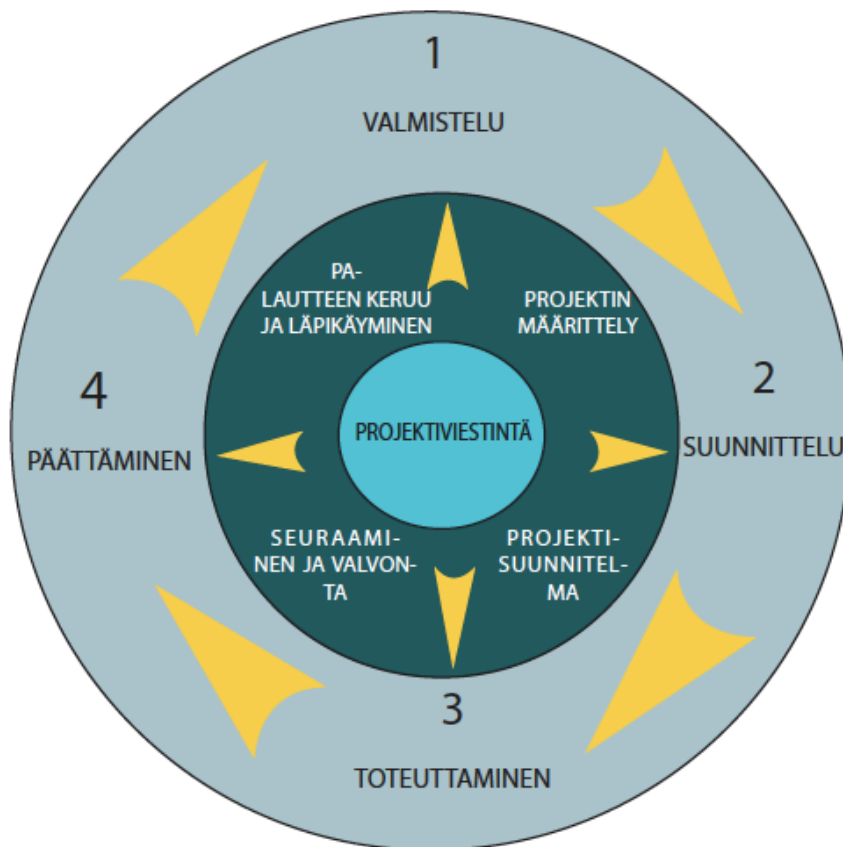 1
VALMISTELU
PA-
LAUTTEEN KERUU
JA LÄPIKÄYMINEN
PROJEKTIN
MÄÄRITTELY
2
SUUNNITTELU
4
PÄÄTTÄMINEN
PROJEKTIVIESTINTÄ
SEURAAMI-
NEN JA VALVON-
TA
PROJEKTI-
SUUNNITEL-
MA
3
TOTEUTTAMINEN